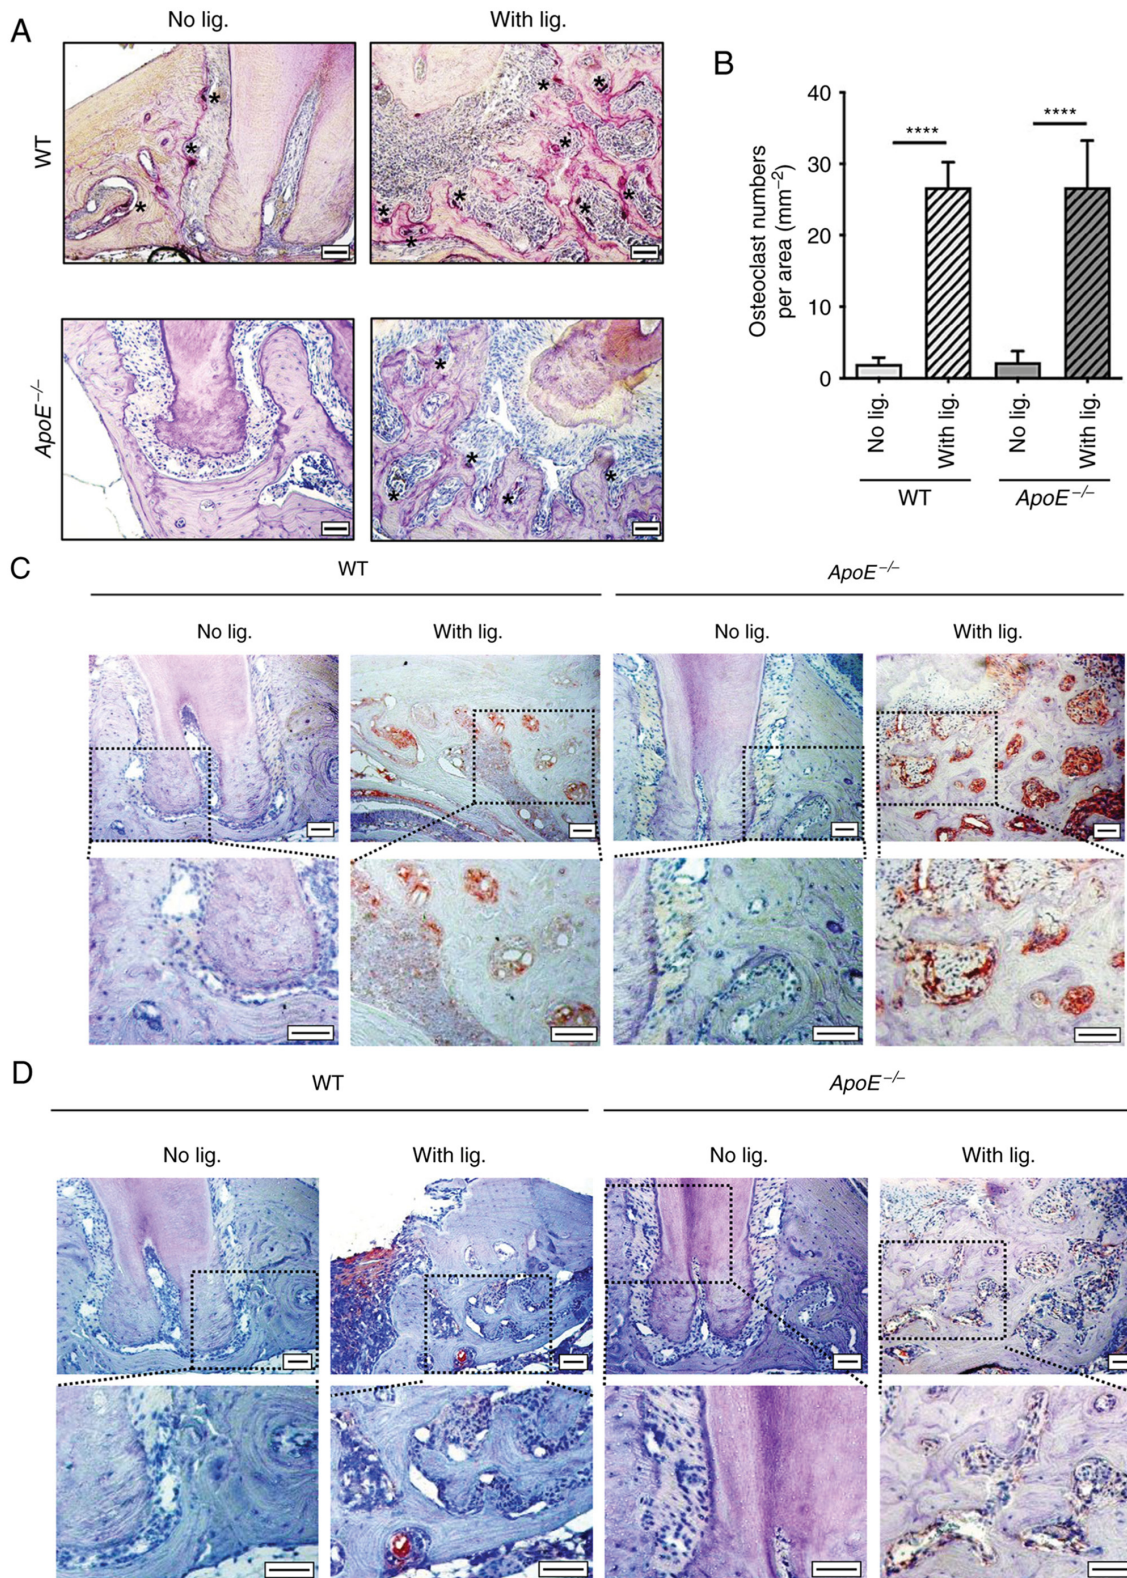 A
No lig.
With lig.
WT
*
*
*
*
*
*
*
*
*
*
*
*
ApoE−/−
*
*
*
*
*
B
Osteoclast numbers
per area (mm−2)
40
30
20
10
0
****
****
No lig.
With lig.
No lig.
With lig.
WT
ApoE−/−
C
WT
ApoE−/−
No lig.
With lig.
No lig.
With lig.
D
WT
ApoE−/−
No lig.
With lig.
No lig.
With lig.